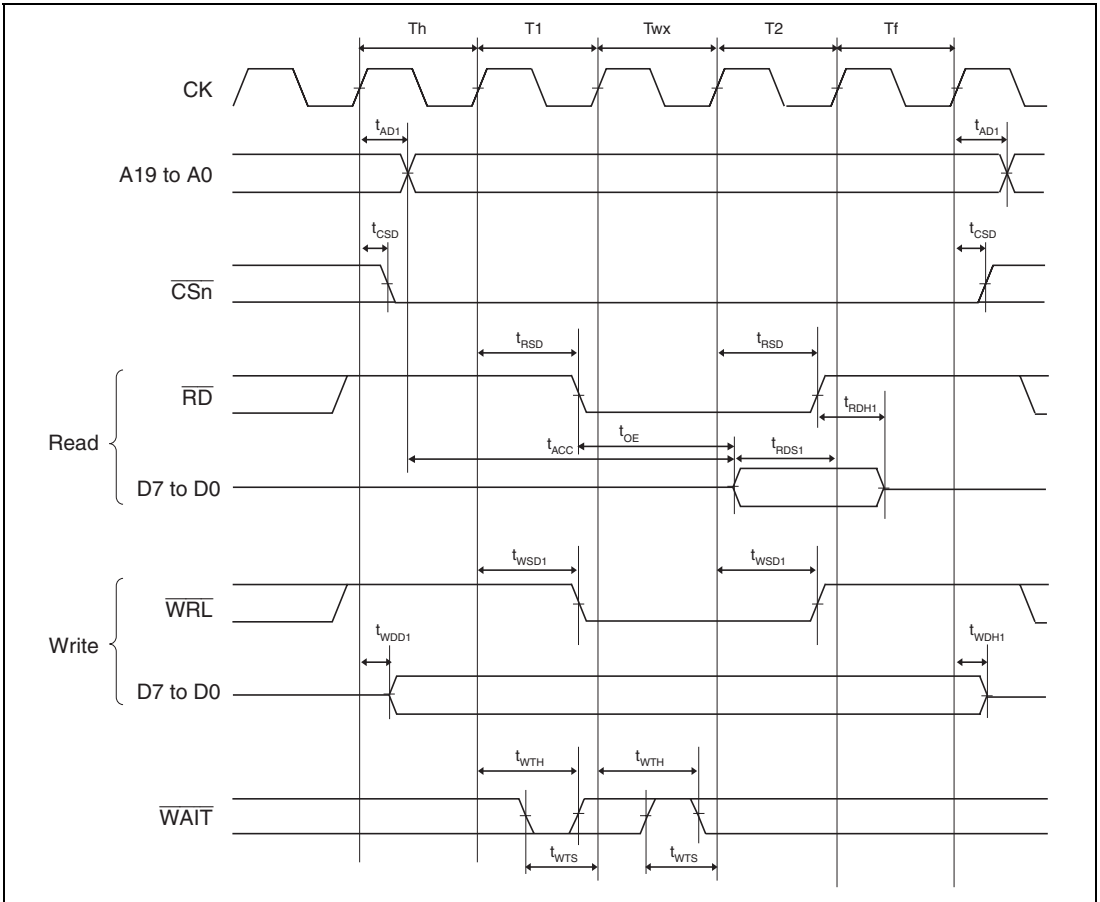 Th T1 Twx T2 Tf
CK
tAD1 tAD1
A19 to A0
tCSD tCSD
CSn
tRSD tRSD
RD
tRDH1
Read
tOE
tACC tRDS1
D7 to D0
tWSD1 tWSD1
WRL
Write
tWDD1 tWDH1
D7 to D0
tWTH tWTH
WAIT
tWTS tWTS